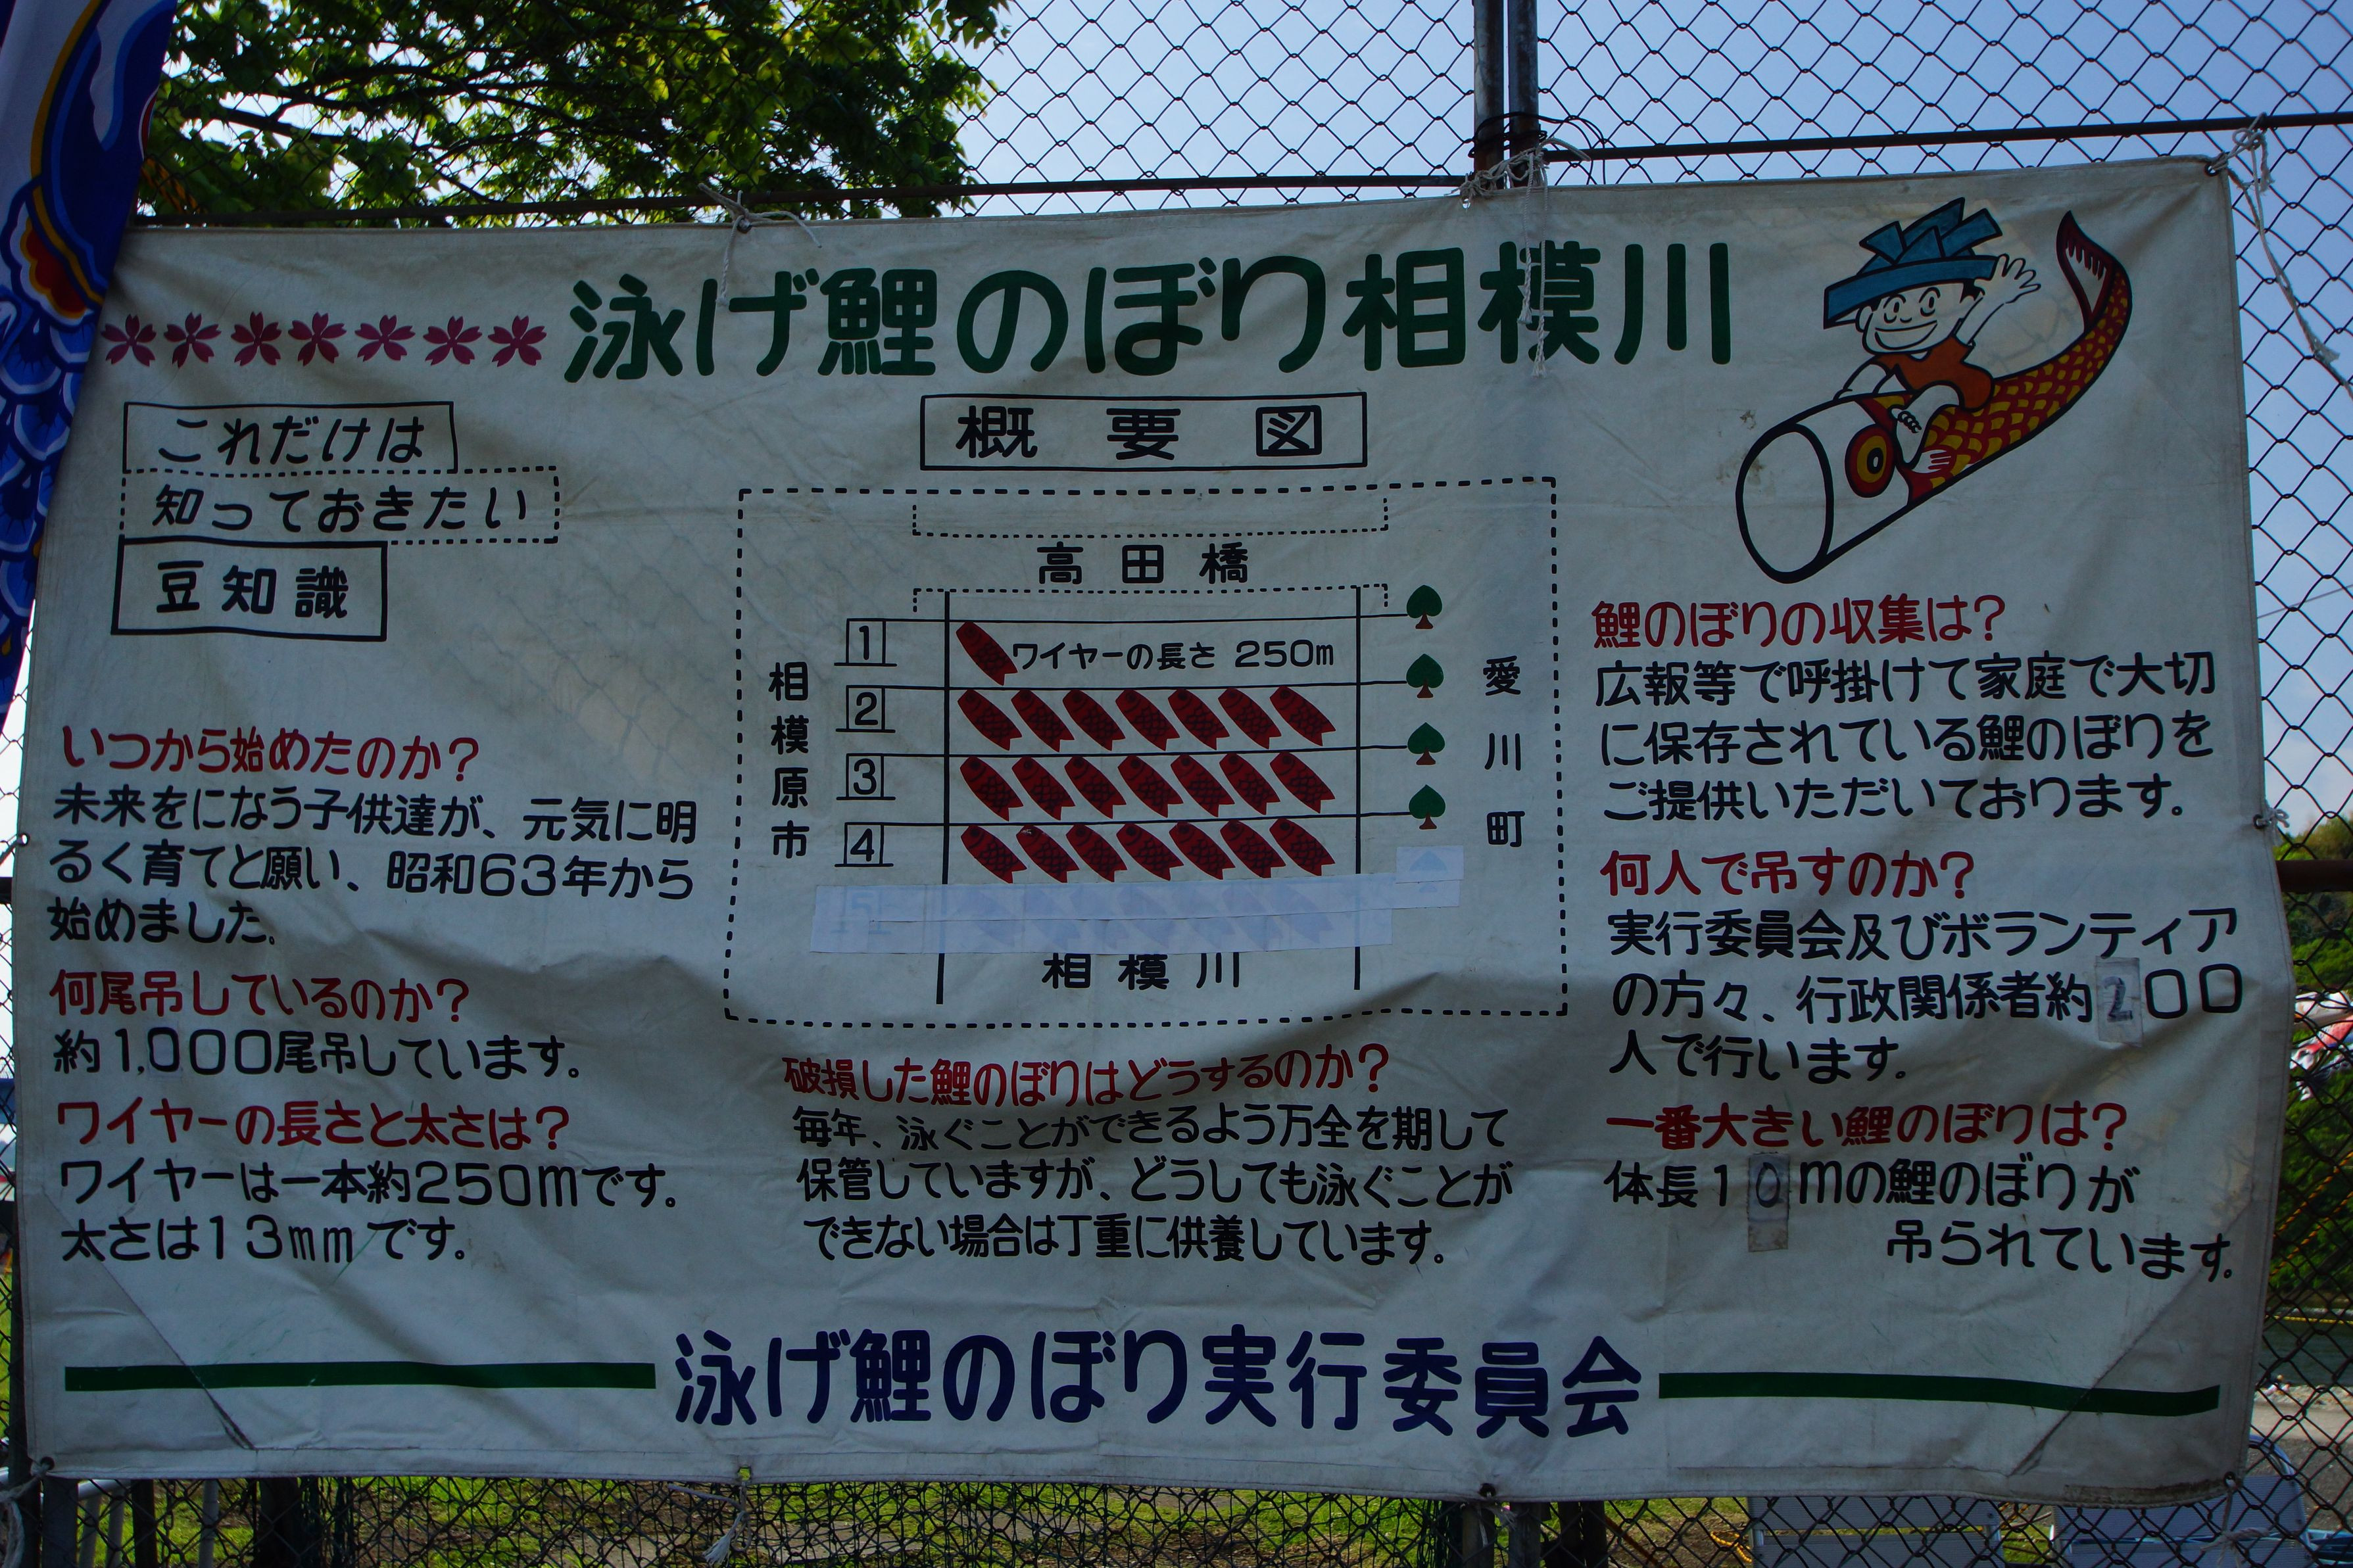 泳げ鯉のぼり相模川
これだけは
知っておきたい
豆知識
いつから始めたのか?
未来をになう子供達が、元気に明
るく育てと願い、昭和63年から
始めました。
何尾吊しているのか?
約1,000尾吊しています。
ワイヤーの長さと太さは?
ワイヤーは一本約250mです。
太さは13mmです。
概要図
高田橋
相模原市
1
ワイヤーの長さ 250m
2
3
4
愛川町
相模川
破損した鯉のぼりはどうするのか?
毎年、泳ぐことができるよう万全を期して
保管していますが、どうしても泳ぐことが
できない場合は丁重に供養しています。
鯉のぼりの収集は?
広報等で呼掛けて家庭で大切
に保存されている鯉のぼりを
ご提供いただいております。
何人で吊すのか?
実行委員会及びボランティア
の方々、行政関係者約200
人で行います。
一番大きい鯉のぼりは?
体長10mの鯉のぼりが
吊られています。
泳げ鯉のぼり実行委員会